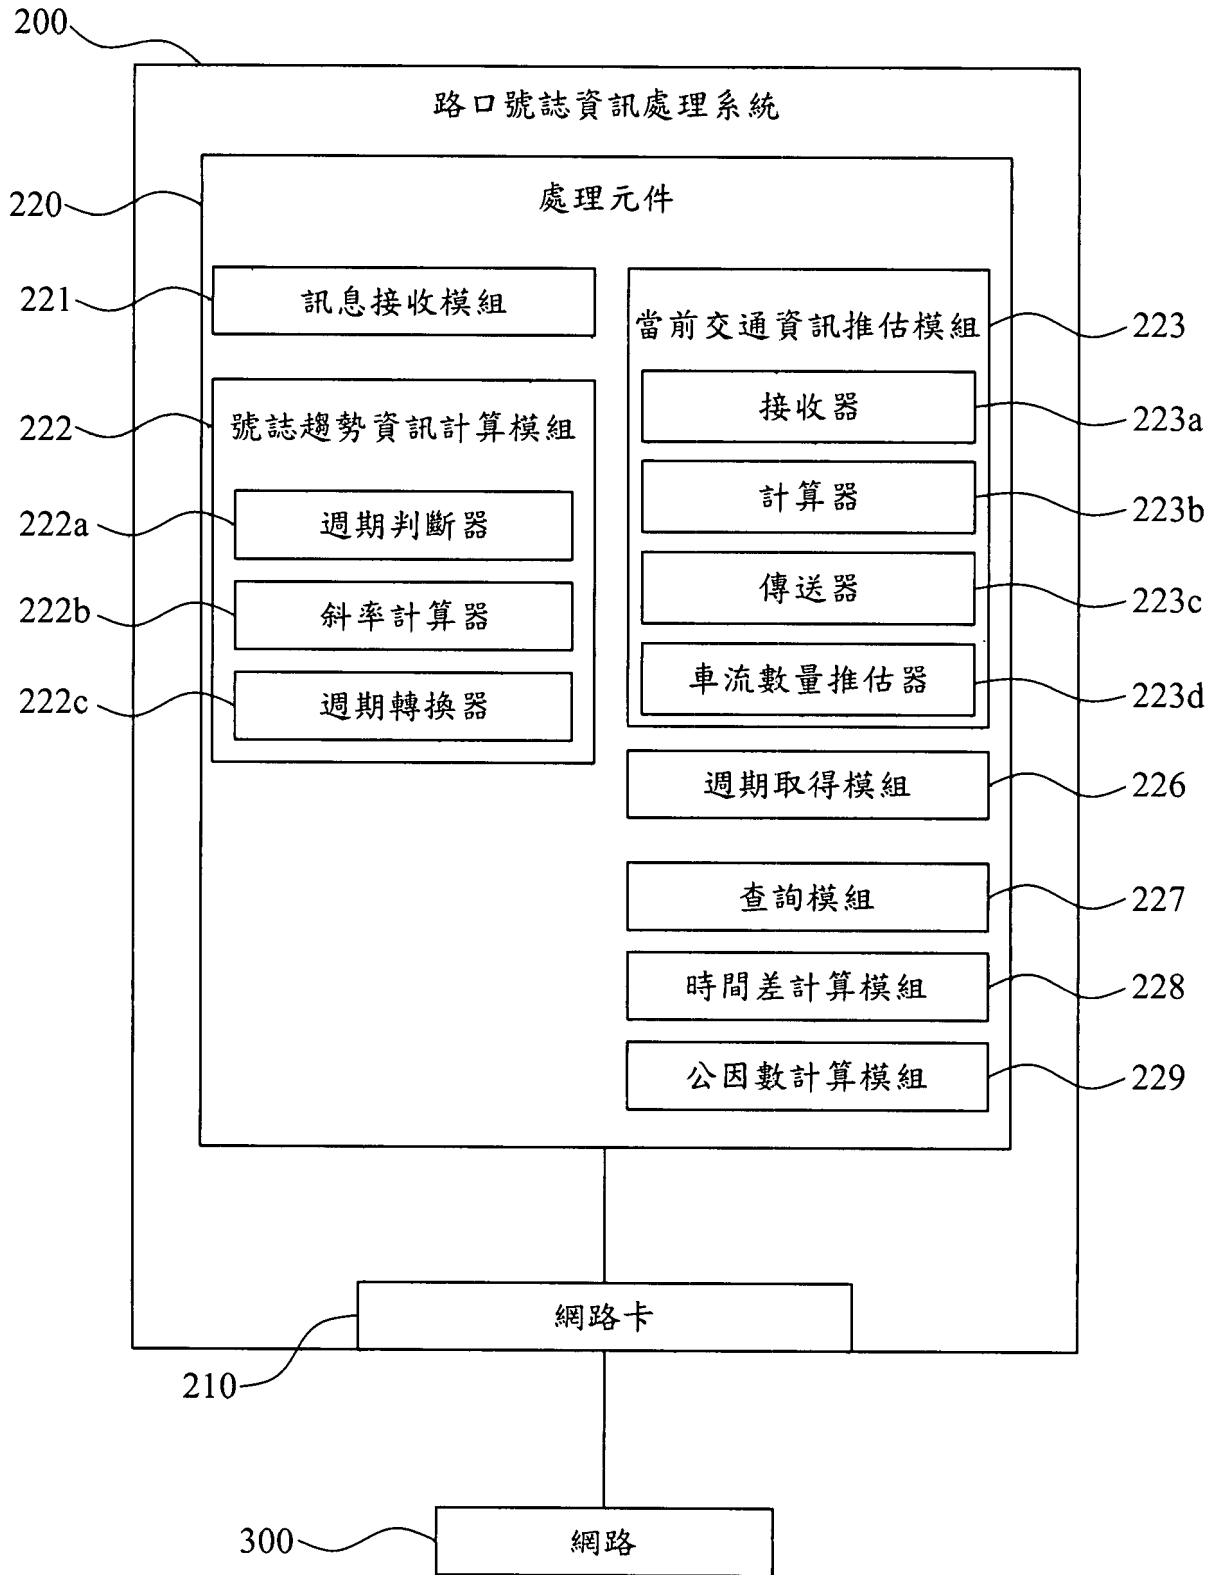 200
路口號誌資訊處理系統
220
處理元件
221
訊息接收模組
222
號誌趨勢資訊計算模組
222a
週期判斷器
222b
斜率計算器
222c
週期轉換器
當前交通資訊推估模組
223
接收器
223a
計算器
223b
傳送器
223c
車流數量推估器
223d
週期取得模組
226
查詢模組
227
時間差計算模組
228
公因數計算模組
229
網路卡
210
300
網路